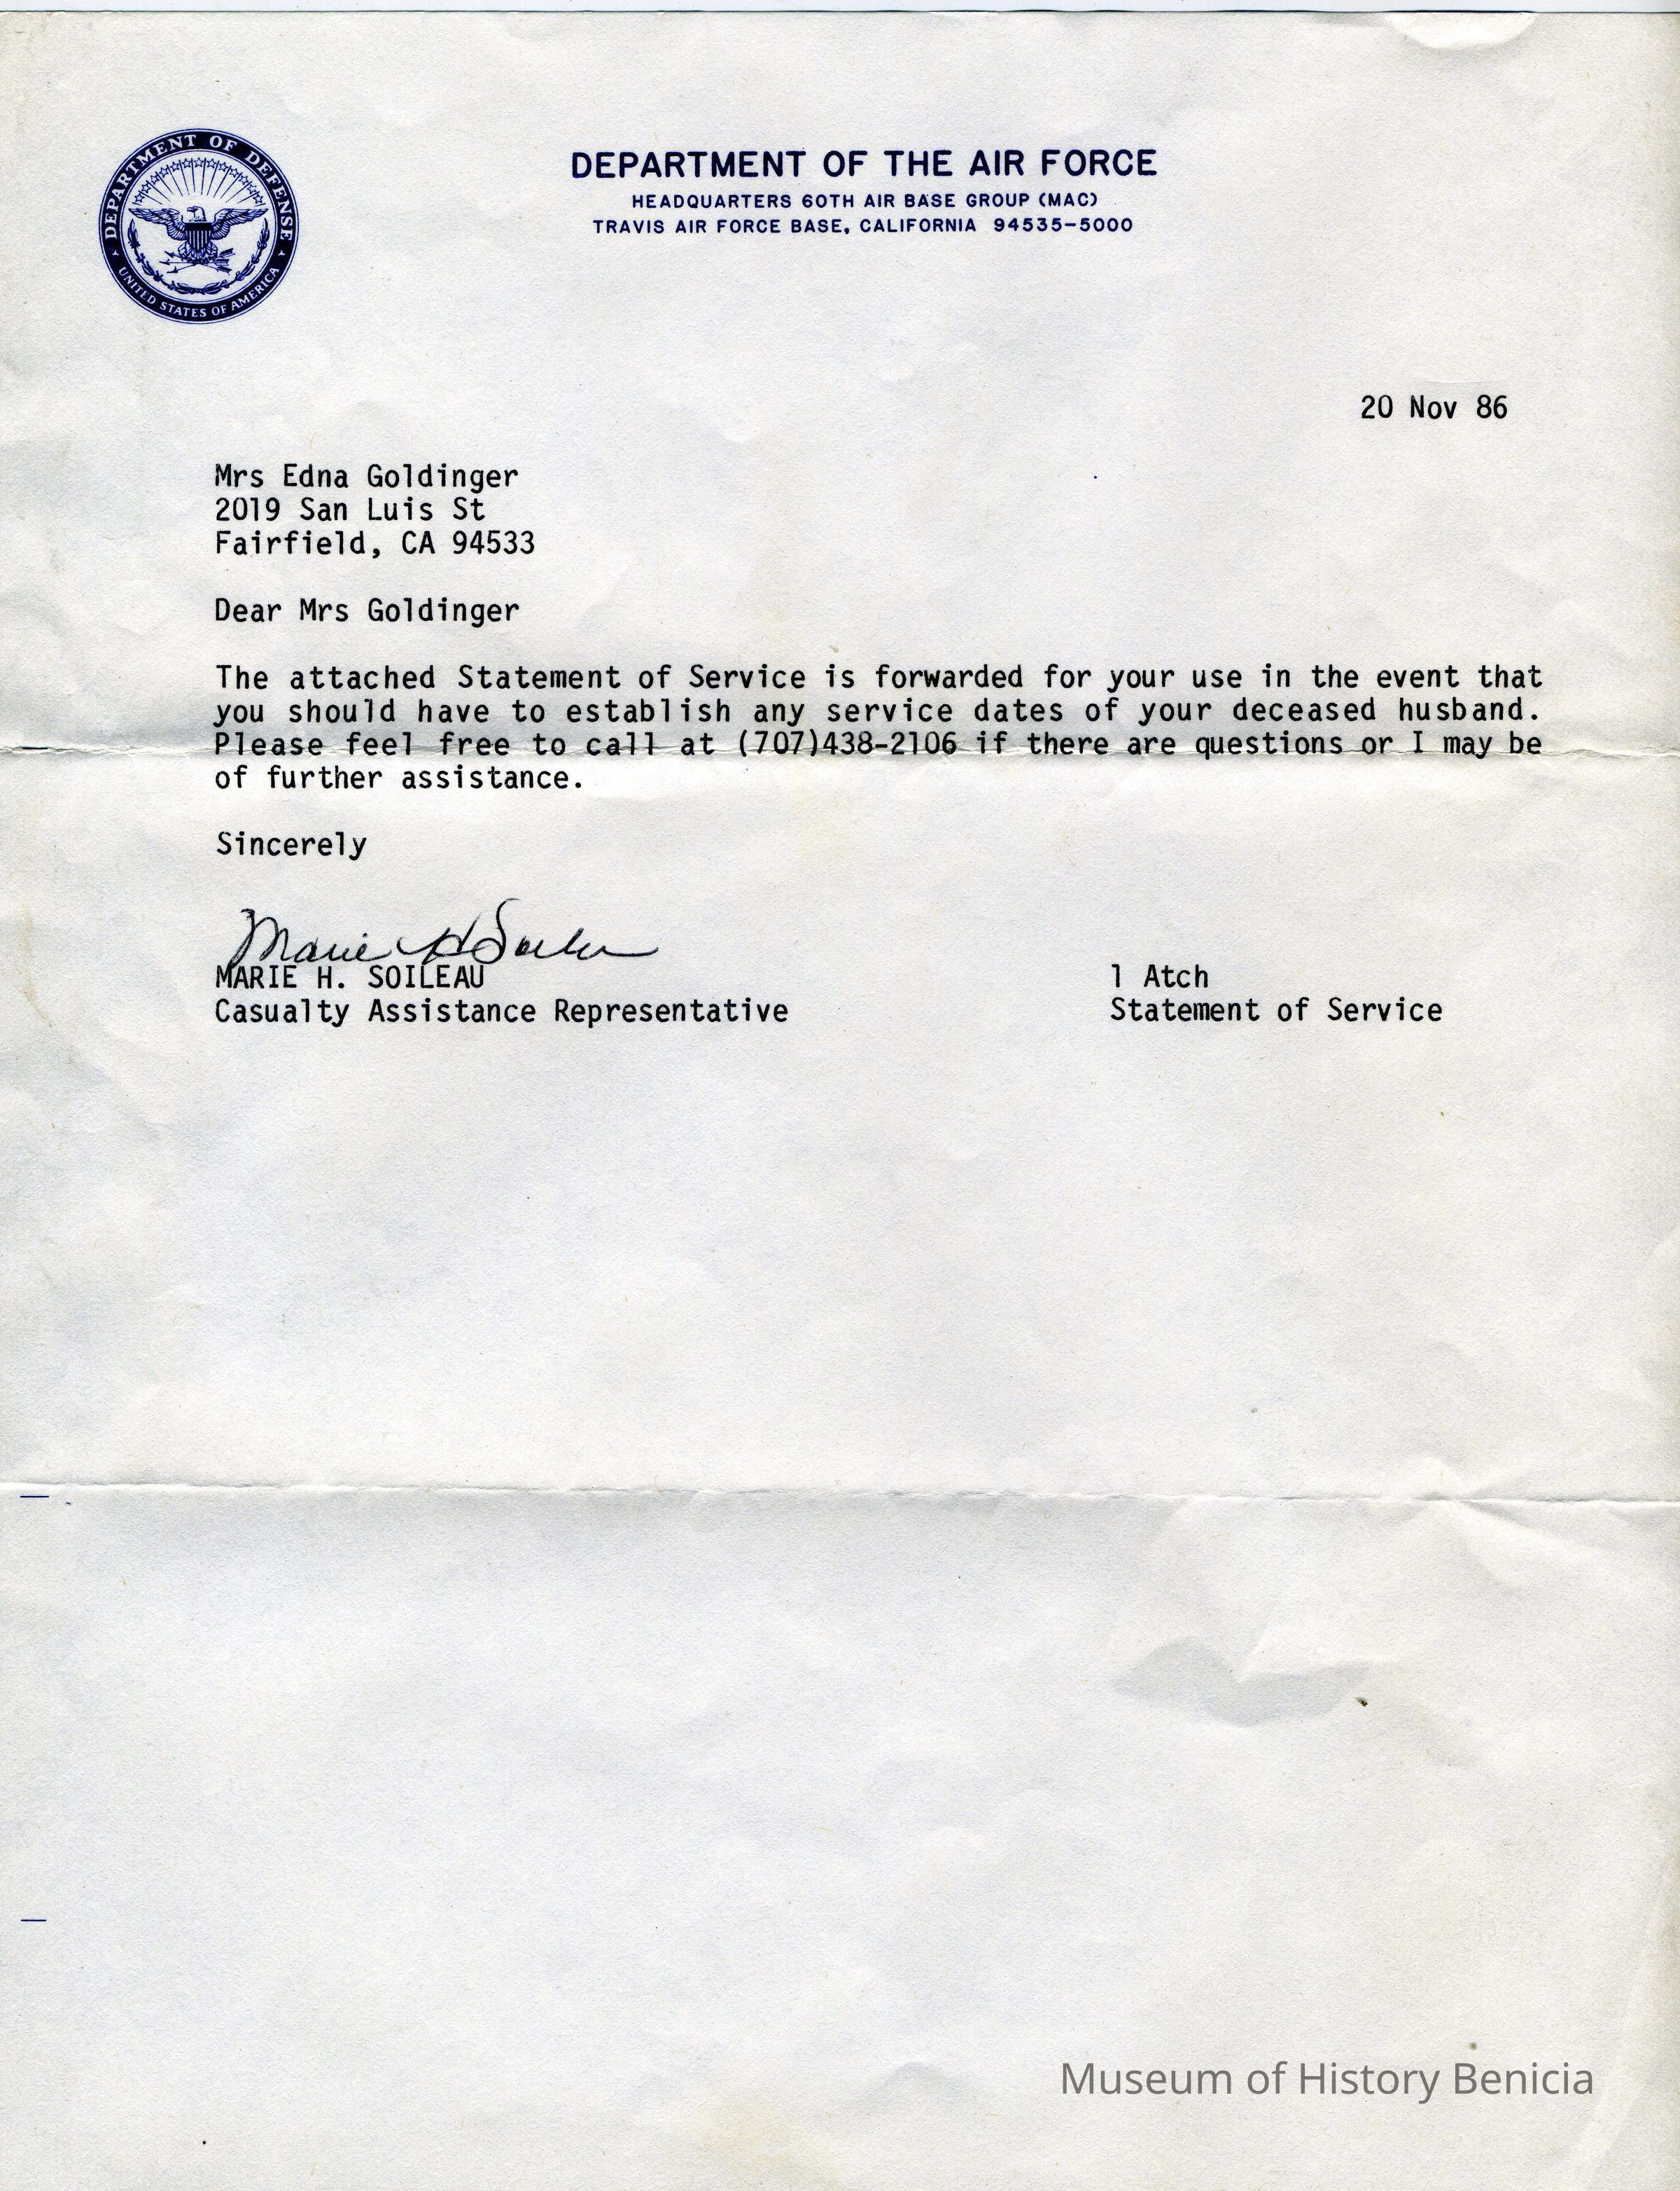 DEPARTMENT OF DEFENSE
UNITED STATES OF AMERICA
DEPARTMENT OF THE AIR FORCE
HEADQUARTERS 60TH AIR BASE GROUP (MAC)
TRAVIS AIR FORCE BASE, CALIFORNIA 94535-5000
20 Nov 86
Mrs Edna Goldinger
2019 San Luis St
Fairfield, CA 94533
Dear Mrs Goldinger
The attached Statement of Service is forwarded for your use in the event that
you should have to establish any service dates of your deceased husband.
Please feel free to call at (707)438-2106 if there are questions or I may be
of further assistance.
Sincerely
Marie H Soileau
MARIE H. SOILEAU
Casualty Assistance Representative
1 Atch
Statement of Service
Museum of History Benicia